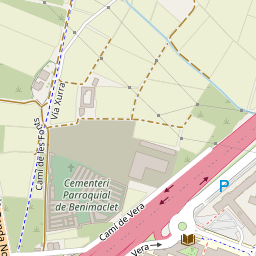 Via Xurra
Camí de les Fonts
Cementeri
Parroquial
de Benimaclet
Camí de Vera
Vera
P